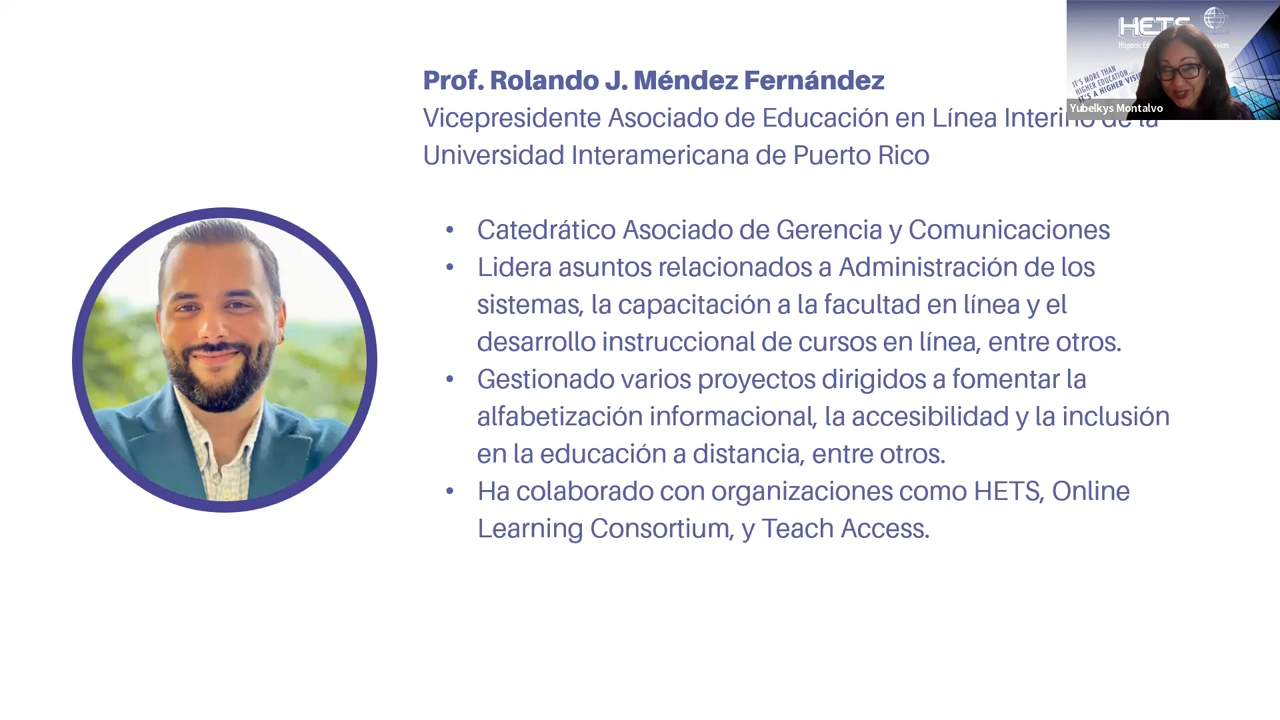 Prof. Rolando J. Méndez Fernández
Vicepresidente Asociado de Educación en Línea Interino de la
Universidad Interamericana de Puerto Rico
• Catedrático Asociado de Gerencia y Comunicaciones
• Lidera asuntos relacionados a Administración de los
sistemas, la capacitación a la facultad en línea y el
desarrollo instruccional de cursos en línea, entre otros.
• Gestionado varios proyectos dirigidos a fomentar la
alfabetización informacional, la accesibilidad y la inclusión
en la educación a distancia, entre otros.
• Ha colaborado con organizaciones como HETS, Online
Learning Consortium, y Teach Access.
HETS
Hispanic
IT'S MORE THAN
HIGHER EDUCATION...
IT'S A HIGHER
Yubelkys Montalvo